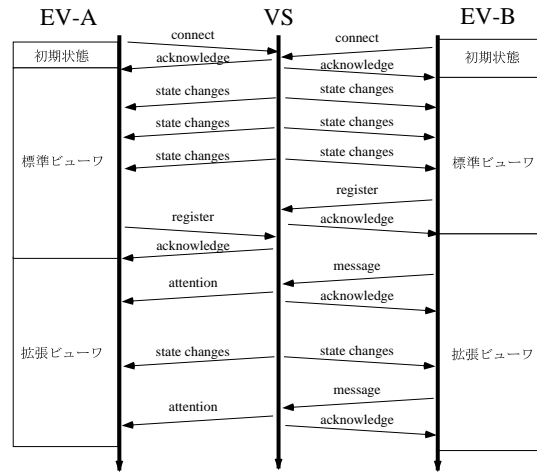 EV-A VS EV-B
connect connect
初期状態 acknowledge acknowledge 初期状態
state changes state changes
state changes state changes
標準ビューワ state changes state changes 標準ビューワ
register
register acknowledge
acknowledge
message
attention acknowledge
拡張ビューワ state changes state changes 拡張ビューワ
message
attention acknowledge